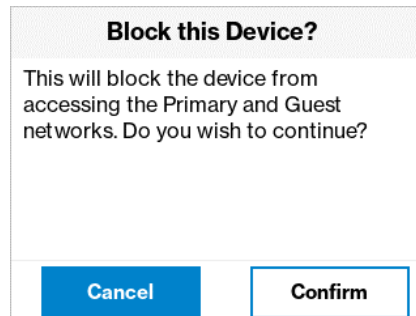 Block this Device?
This will block the device from
accessing the Primary and Guest
networks. Do you wish to continue?
Cancel
Confirm